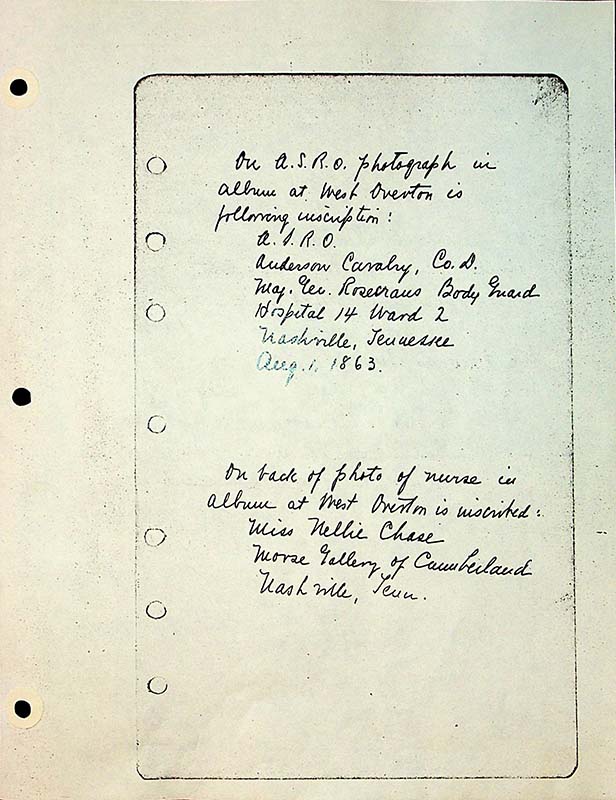 On A.S.R.O. photograph in
album at West Overton is
following inscription:
A.S.R.O.
Anderson Cavalry, Co. D.
Maj. Gen. Rosecrans Body Guard
Hospital 14 Ward 2
Nashville, Tennessee
Aug. 1, 1863.
On back of photo of nurse in
album at West Overton is inscribed:
Miss Nellie Chase
Morse Gallery of Cumberland
Nashville, Tenn.